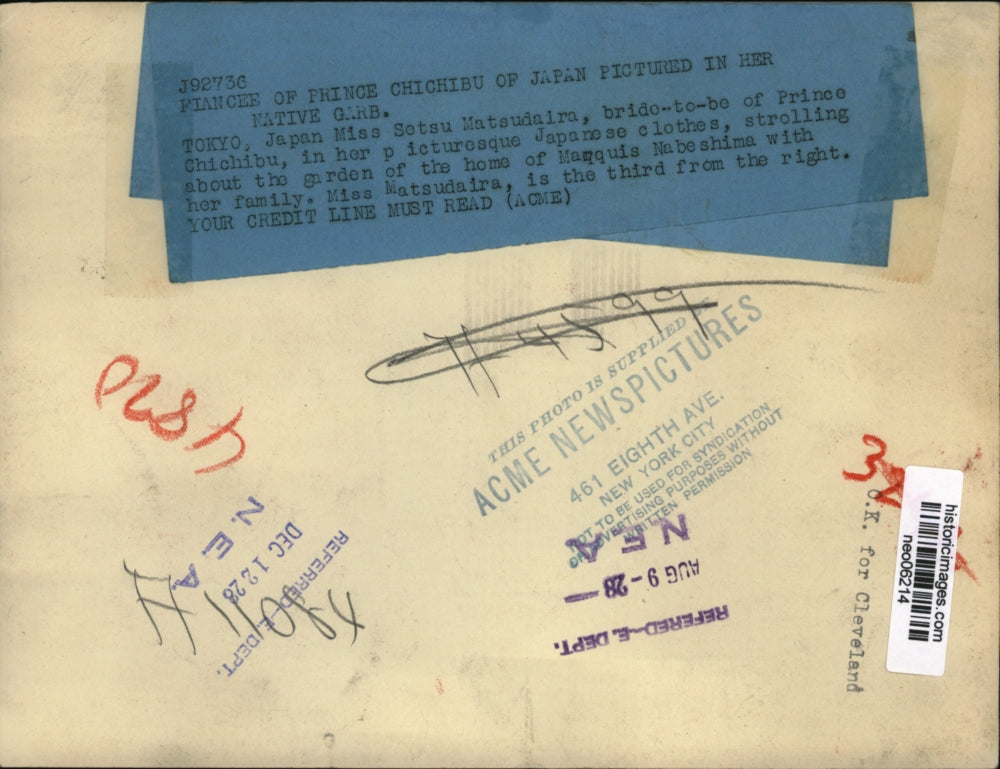 J92736
FIANCEE OF PRINCE CHICHIBU OF JAPAN PICTURED IN HER
NATIVE GARB.
TOKYO, Japan Miss Setsu Matsudaira, bride-to-be of Prince
Chichibu, in her p icturesque Japanese clothes, strolling
about the garden of the home of Marquis Nabeshima with
her family. Miss Matsudaira, is the third from the right.
YOUR CREDIT LINE MUST READ (ACME)
THIS PHOTO IS SUPPLIED BY
ACME NEWSPICTURES
461 EIGHTH AVE.
NEW YORK CITY
NOT TO BE USED FOR SYNDICATION
OR ADVERTISING PURPOSES WITHOUT
WRITTEN PERMISSION
REFERRED-E. DEPT.
DEC 12 28
N. E. A.
REFERED-E. DEPT.
AUG 9 - 28
N E A
O.K. for Cleveland
historicimages.com
neo06214